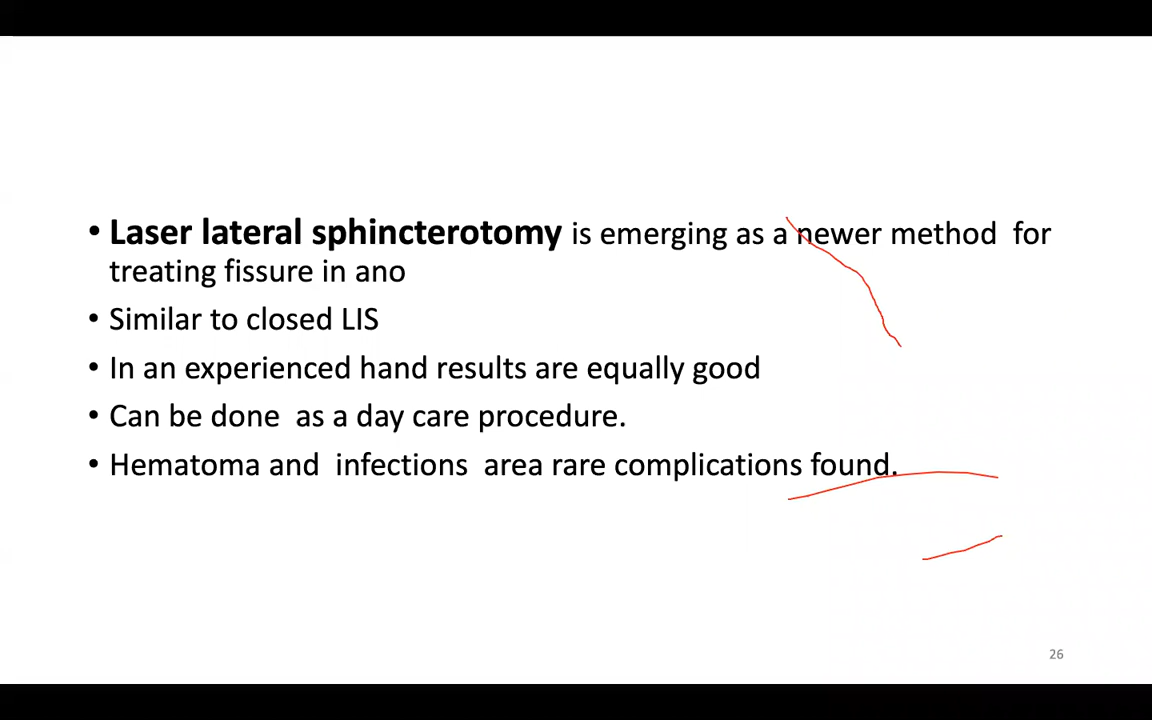 • Laser lateral sphincterotomy is emerging as a newer method  for
treating fissure in ano
• Similar to closed LIS
• In an experienced hand results are equally good
• Can be done  as a day care procedure.
• Hematoma and  infections  area rare complications found.
26